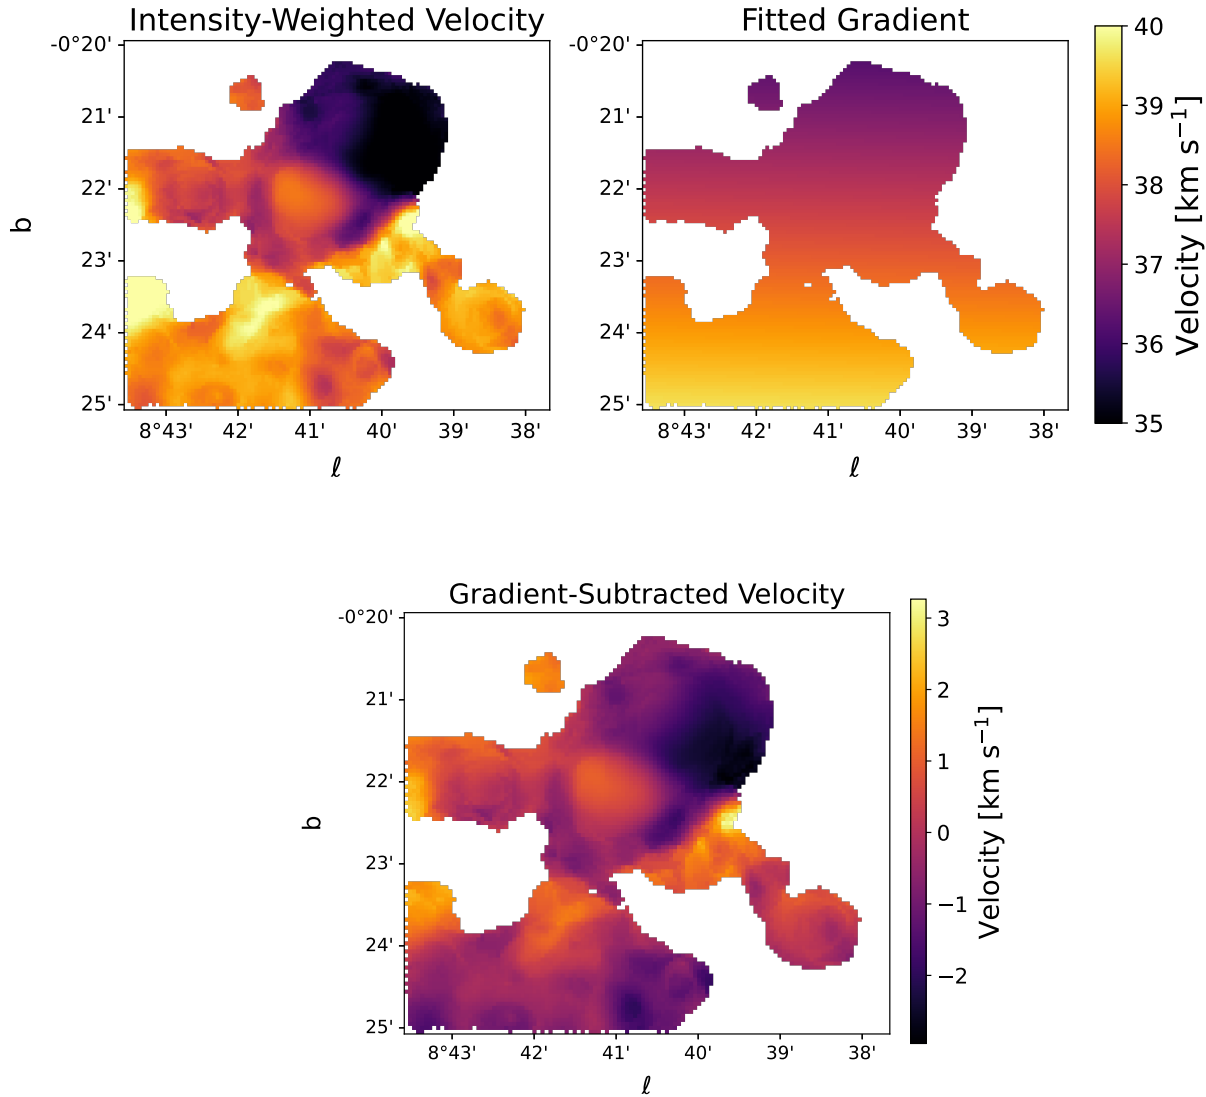 Intensity-Weighted Velocity
Fitted Gradient
-0°20'
21'
22'
23'
24'
25'
b
8°43' 42' 41' 40' 39' 38'
ℓ
-0°20'
21'
22'
23'
24'
25'
8°43' 42' 41' 40' 39' 38'
ℓ
40
39
38
37
36
35
Velocity [km s⁻¹]
Gradient-Subtracted Velocity
-0°20'
21'
22'
23'
24'
25'
b
8°43' 42' 41' 40' 39' 38'
ℓ
3
2
1
0
−1
−2
Velocity [km s⁻¹]